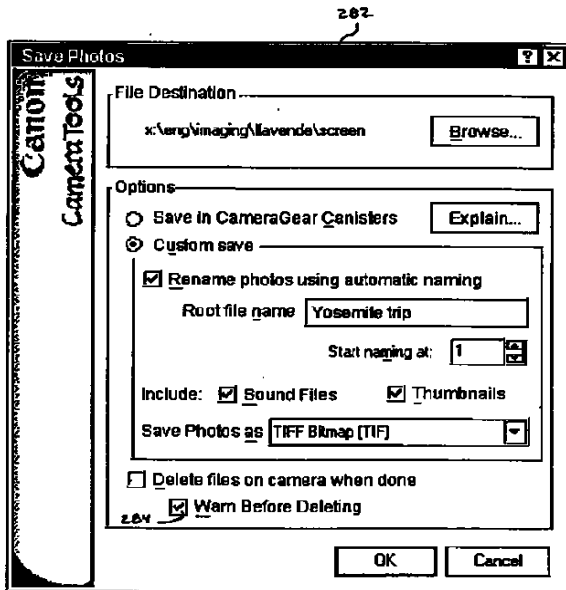 282
Save Photos
Canon
CameraTools
File Destination
x:\eng\imaging\llavende\screen
Browse...
Options
Save in CameraGear Canisters
Explain...
Custom save
Rename photos using automatic naming
Root file name Yosemite trip
Start naming at: 1
Include: Sound Files Thumbnails
Save Photos as TIFF Bitmap [TIF]
Delete files on camera when done
284 Warn Before Deleting
OK Cancel